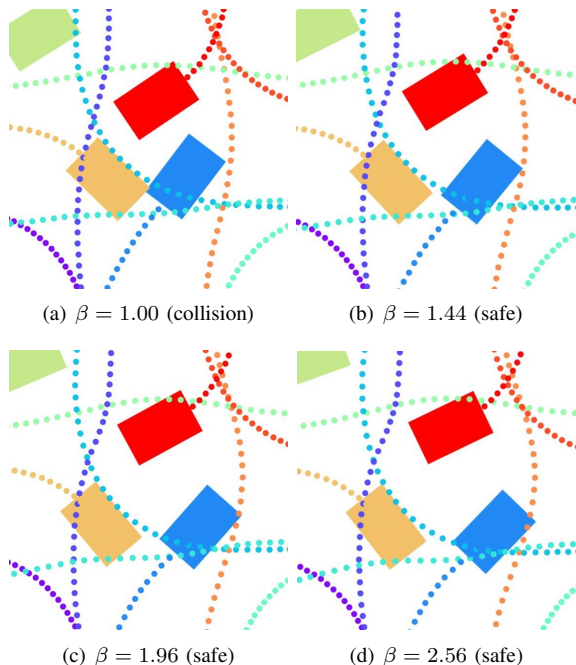 (a) β = 1.00 (collision)
(b) β = 1.44 (safe)
(c) β = 1.96 (safe)
(d) β = 2.56 (safe)